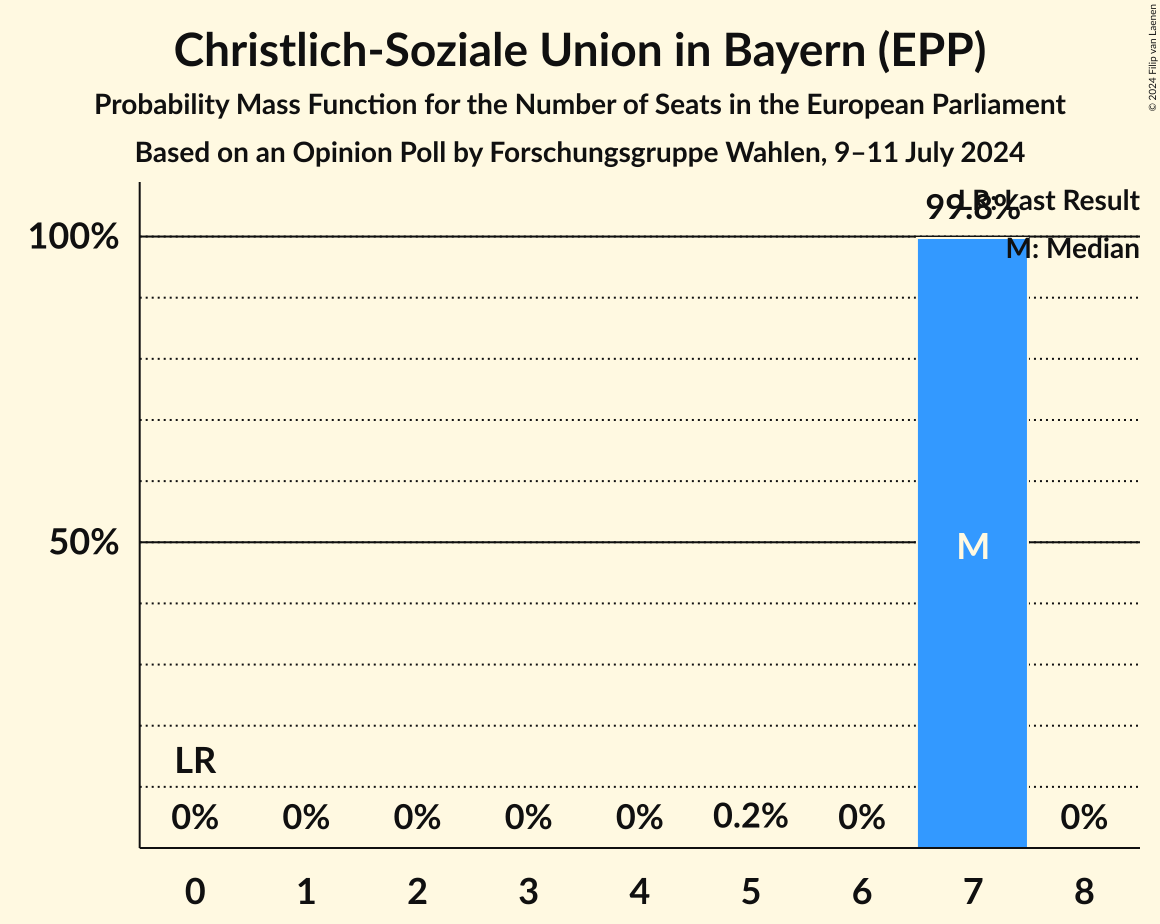 Christlich-Soziale Union in Bayern (EPP)
Probability Mass Function for the Number of Seats in the European Parliament
Based on an Opinion Poll by Forschungsgruppe Wahlen, 9–11 July 2024
© 2024 Filip van Laenen
LR: Last Result
M: Median
99.8%
100%
50%
M
LR
0% 0% 0% 0% 0% 0.2% 0% 0%
0 1 2 3 4 5 6 7 8